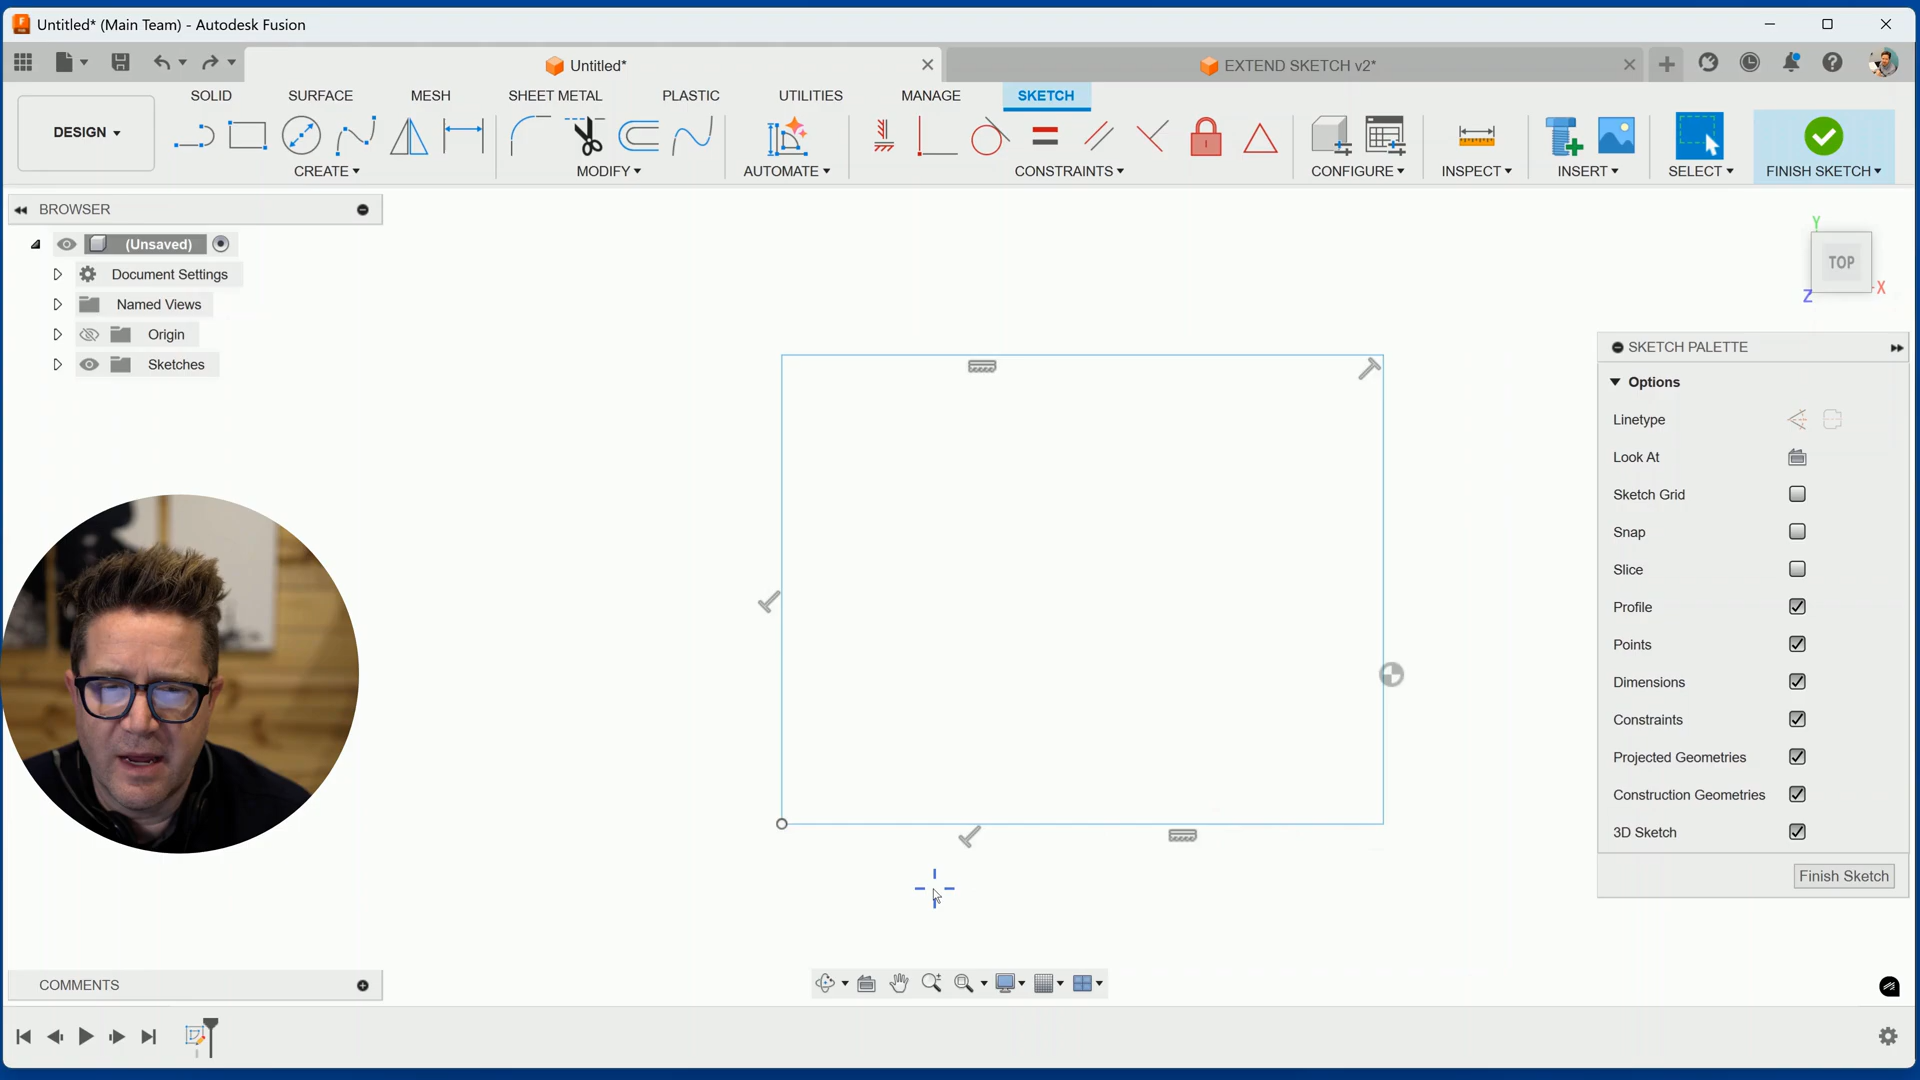 Untitled* (Main Team) - Autodesk Fusion
Untitled*
EXTEND SKETCH v2*
SOLID
SURFACE
MESH
SHEET METAL
PLASTIC
UTILITIES
MANAGE
SKETCH
DESIGN
CREATE
MODIFY
AUTOMATE
CONSTRAINTS
CONFIGURE
INSPECT
INSERT
SELECT
FINISH SKETCH
BROWSER
(Unsaved)
Document Settings
Named Views
Origin
Sketches
Y
TOP
X
Z
SKETCH PALETTE
Options
Linetype
Look At
Sketch Grid
Snap
Slice
Profile
Points
Dimensions
Constraints
Projected Geometries
Construction Geometries
3D Sketch
Finish Sketch
COMMENTS